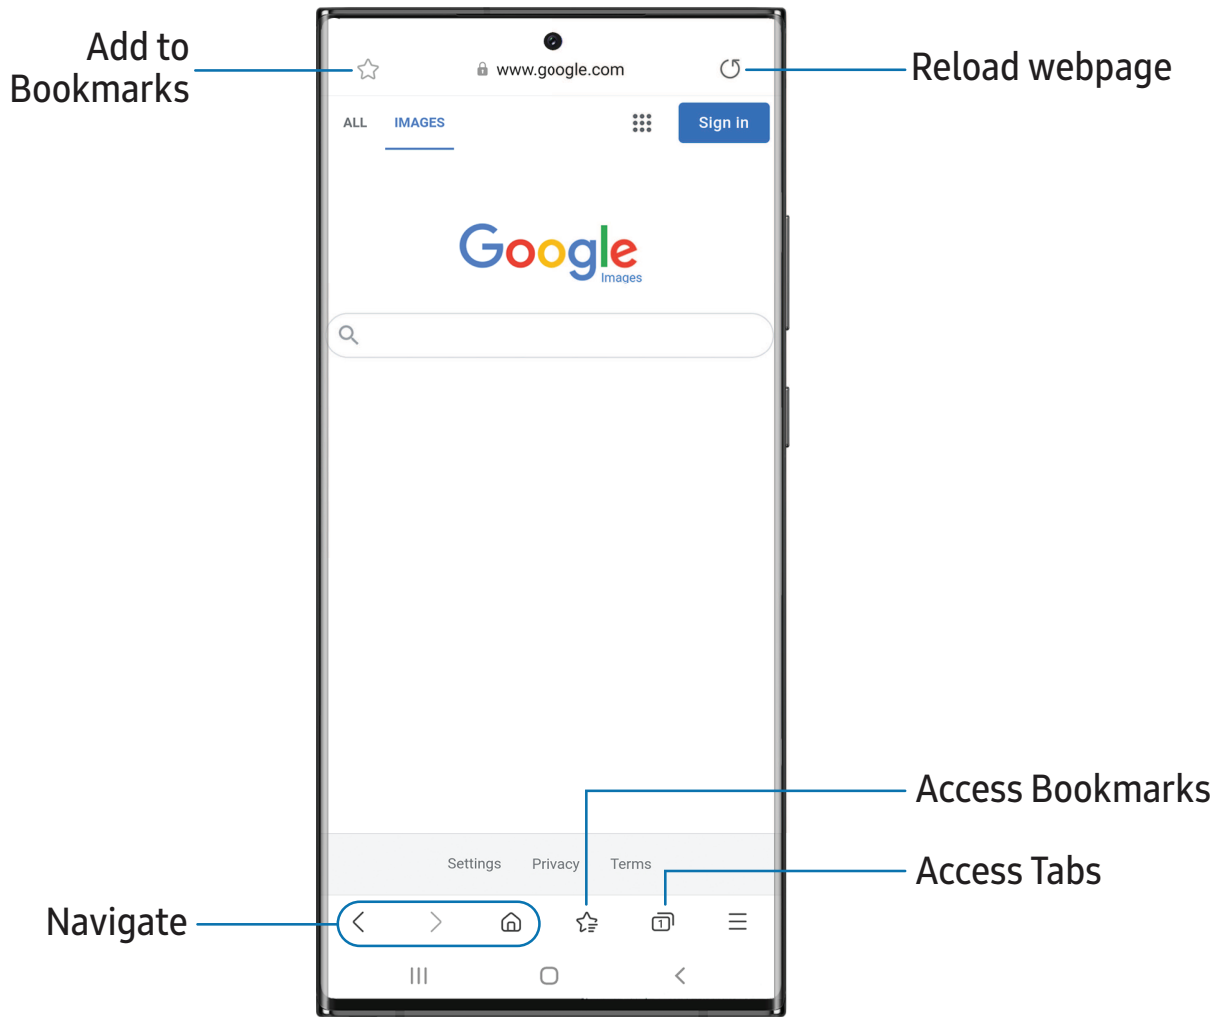 Add to
Bookmarks
www.google.com
Reload webpage
ALL IMAGES Sign in
Google
Images
Access Bookmarks
Settings Privacy Terms
Access Tabs
Navigate
1